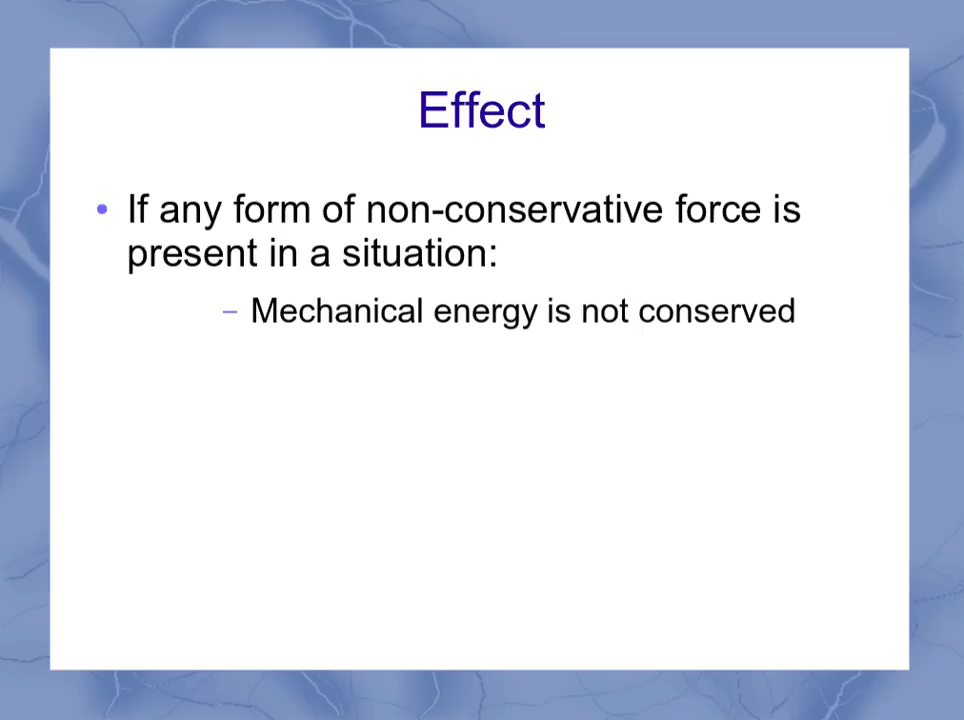 Effect
• If any form of non-conservative force is
present in a situation:
– Mechanical energy is not conserved